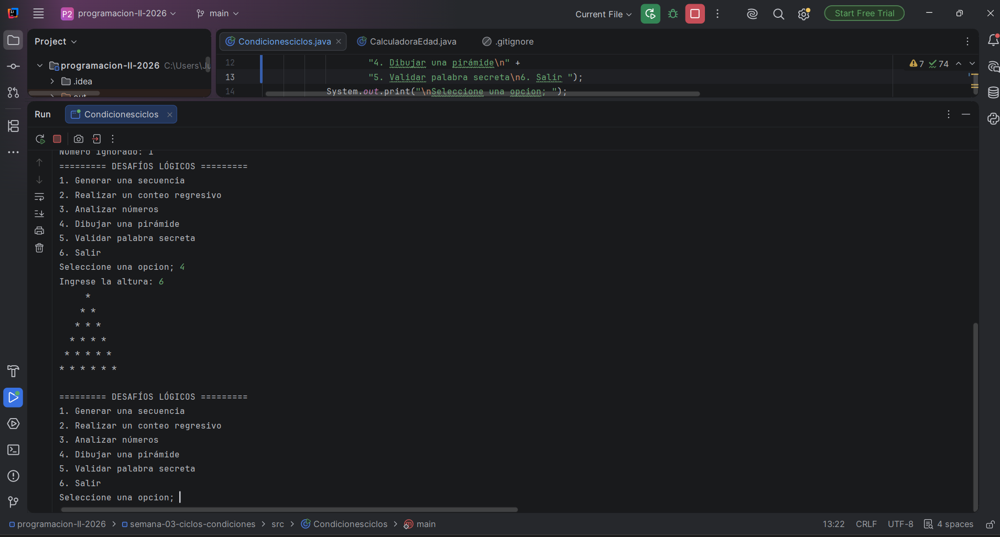 P2 programacion-II-2026 main Current File Start Free Trial
Project
Condicionesciclos.java CalculadoraEdad.java .gitignore
programacion-II-2026 C:\Users\Ju
.idea
out
12 "4. Dibujar una pirámide\n" +
7 74
13 "5. Validar palabra secreta\n6. Salir ");
14 System.out.print("\nSeleccione una opcion; ");
Run Condicionesciclos
Numero ignorado: 1
========= DESAFÍOS LÓGICOS =========
1. Generar una secuencia
2. Realizar un conteo regresivo
3. Analizar números
4. Dibujar una pirámide
5. Validar palabra secreta
6. Salir
Seleccione una opcion; 4
Ingrese la altura: 6
*
* *
* * *
* * * *
* * * * *
* * * * * *
========= DESAFÍOS LÓGICOS =========
1. Generar una secuencia
2. Realizar un conteo regresivo
3. Analizar números
4. Dibujar una pirámide
5. Validar palabra secreta
6. Salir
Seleccione una opcion;
programacion-II-2026 > semana-03-ciclos-condiciones > src > Condicionesciclos > main 13:22 CRLF UTF-8 4 spaces